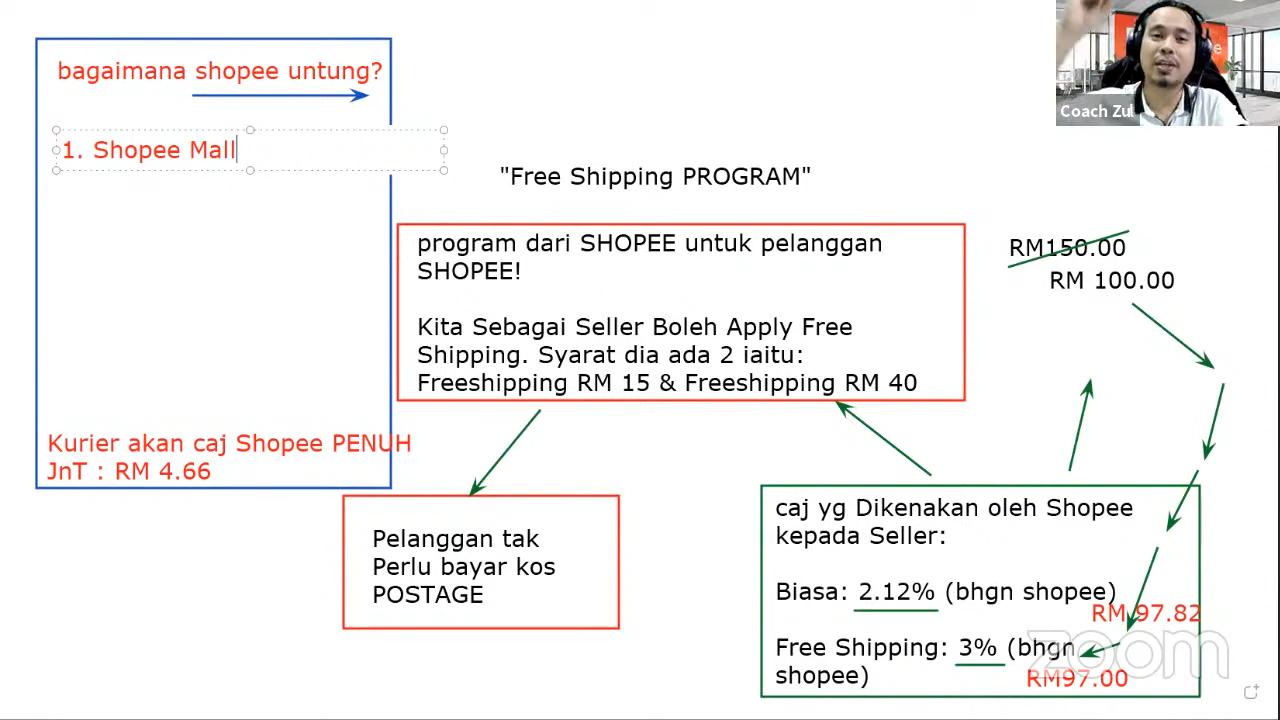 bagaimana shopee untung?
1. Shopee Mall
Coach Zul
"Free Shipping PROGRAM"
program dari SHOPEE untuk pelanggan
SHOPEE!
Kita Sebagai Seller Boleh Apply Free
Shipping. Syarat dia ada 2 iaitu:
Freeshipping RM 15 & Freeshipping RM 40
RM150.00
RM 100.00
Kurier akan caj Shopee PENUH
JnT : RM 4.66
Pelanggan tak
Perlu bayar kos
POSTAGE
caj yg Dikenakan oleh Shopee
kepada Seller:
Biasa: 2.12% (bhgn shopee)
RM 97.82
Free Shipping: 3% (bhgn
shopee)
RM97.00
zoom